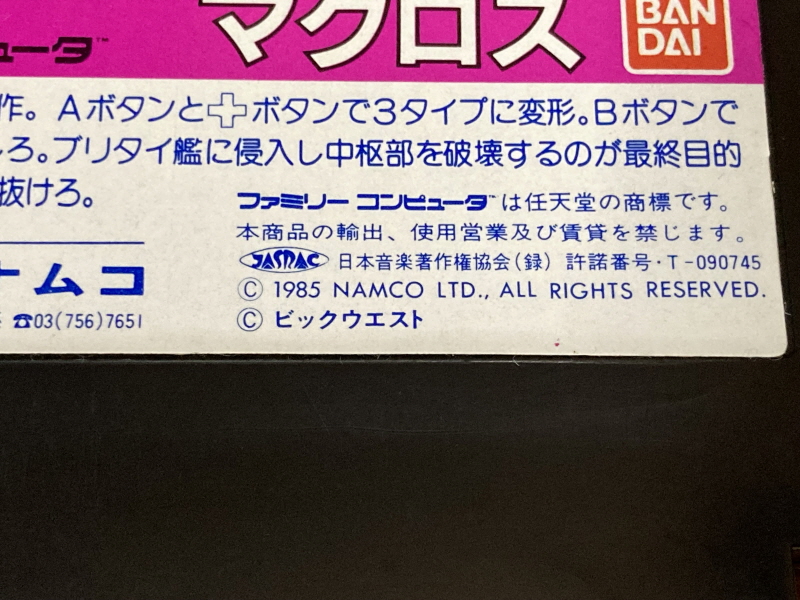 マクロス
BAN
DAI
ュータ™
作。Aボタンと✚ボタンで3タイプに変形。Bボタンで
ろ。ブリタイ艦に侵入し中枢部を破壊するのが最終目的
抜けろ。
ファミリー コンピュータ™は任天堂の商標です。
本商品の輸出、使用営業及び賃貸を禁じます。
JASRAC 日本音楽著作権協会(録) 許諾番号・T-090745
ナムコ
Ⓒ 1985 NAMCO LTD., ALL RIGHTS RESERVED.
☎03(756)7651
Ⓒ ビックウエスト